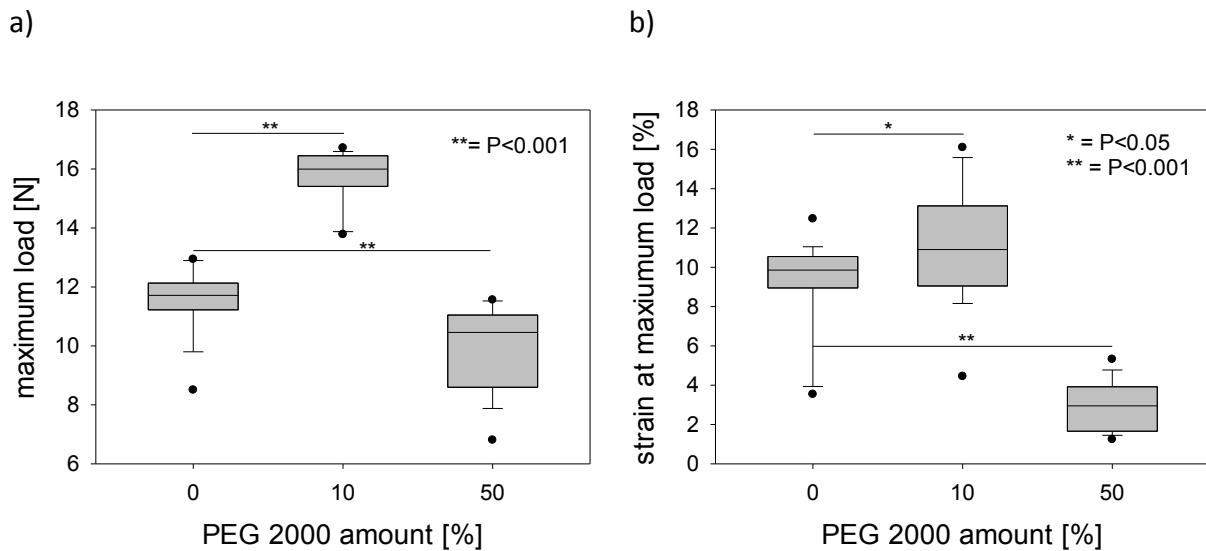 a)
18
16
14
12
10
8
6
maximum load [N]
**
**= P<0.001
**
0 10 50
PEG 2000 amount [%]
b)
18
16
14
12
10
8
6
4
2
0
strain at maxiumum load [%]
*
* = P<0.05
** = P<0.001
**
0 10 50
PEG 2000 amount [%]